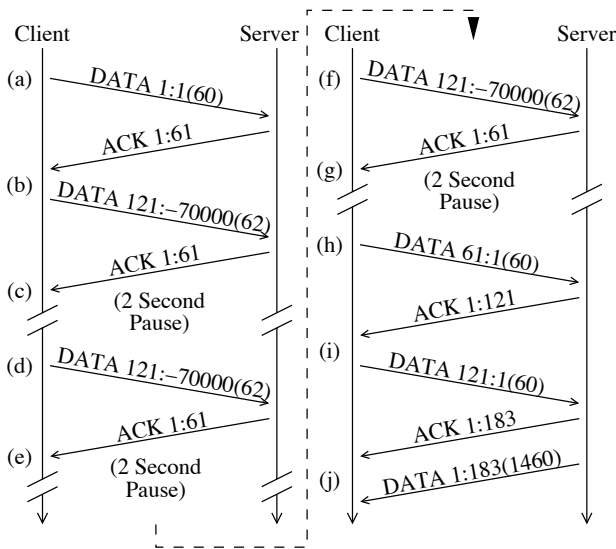 Client Server
(a)
DATA 1:1(60)
ACK 1:61
(b)
DATA 121:–70000(62)
ACK 1:61
(c)
(2 Second
Pause)
(d)
DATA 121:–70000(62)
ACK 1:61
(e)
(2 Second
Pause)
Client Server
(f)
DATA 121:–70000(62)
ACK 1:61
(g)
(2 Second
Pause)
(h)
DATA 61:1(60)
ACK 1:121
(i)
DATA 121:1(60)
ACK 1:183
(j)
DATA 1:183(1460)